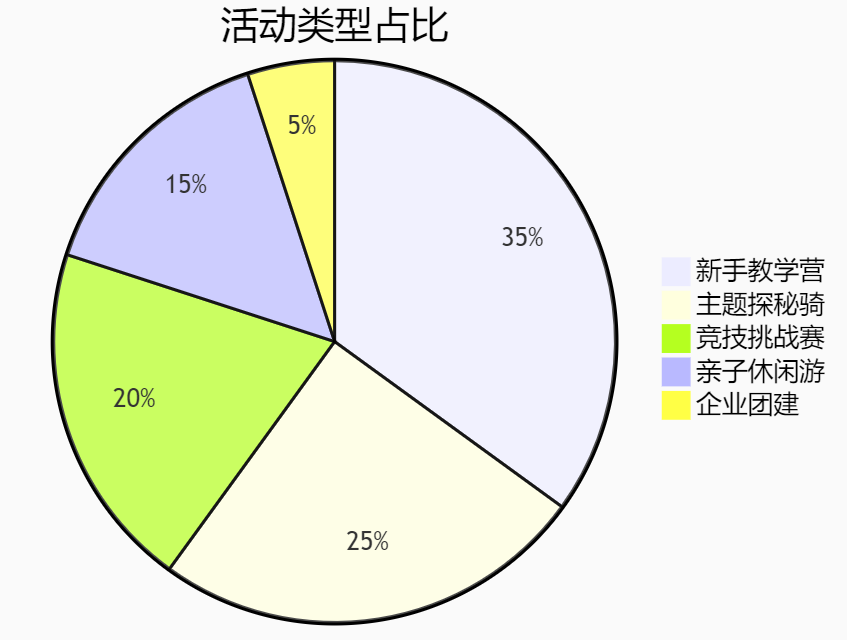 活动类型占比
5%
15%
35%
20%
25%
新手教学营
主题探秘骑
竞技挑战赛
亲子休闲游
企业团建